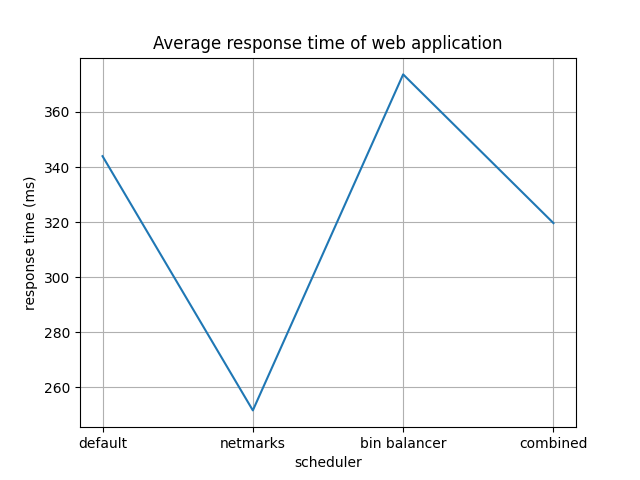 Average response time of web application
response time (ms)
360
340
320
300
280
260
default netmarks bin balancer combined
scheduler